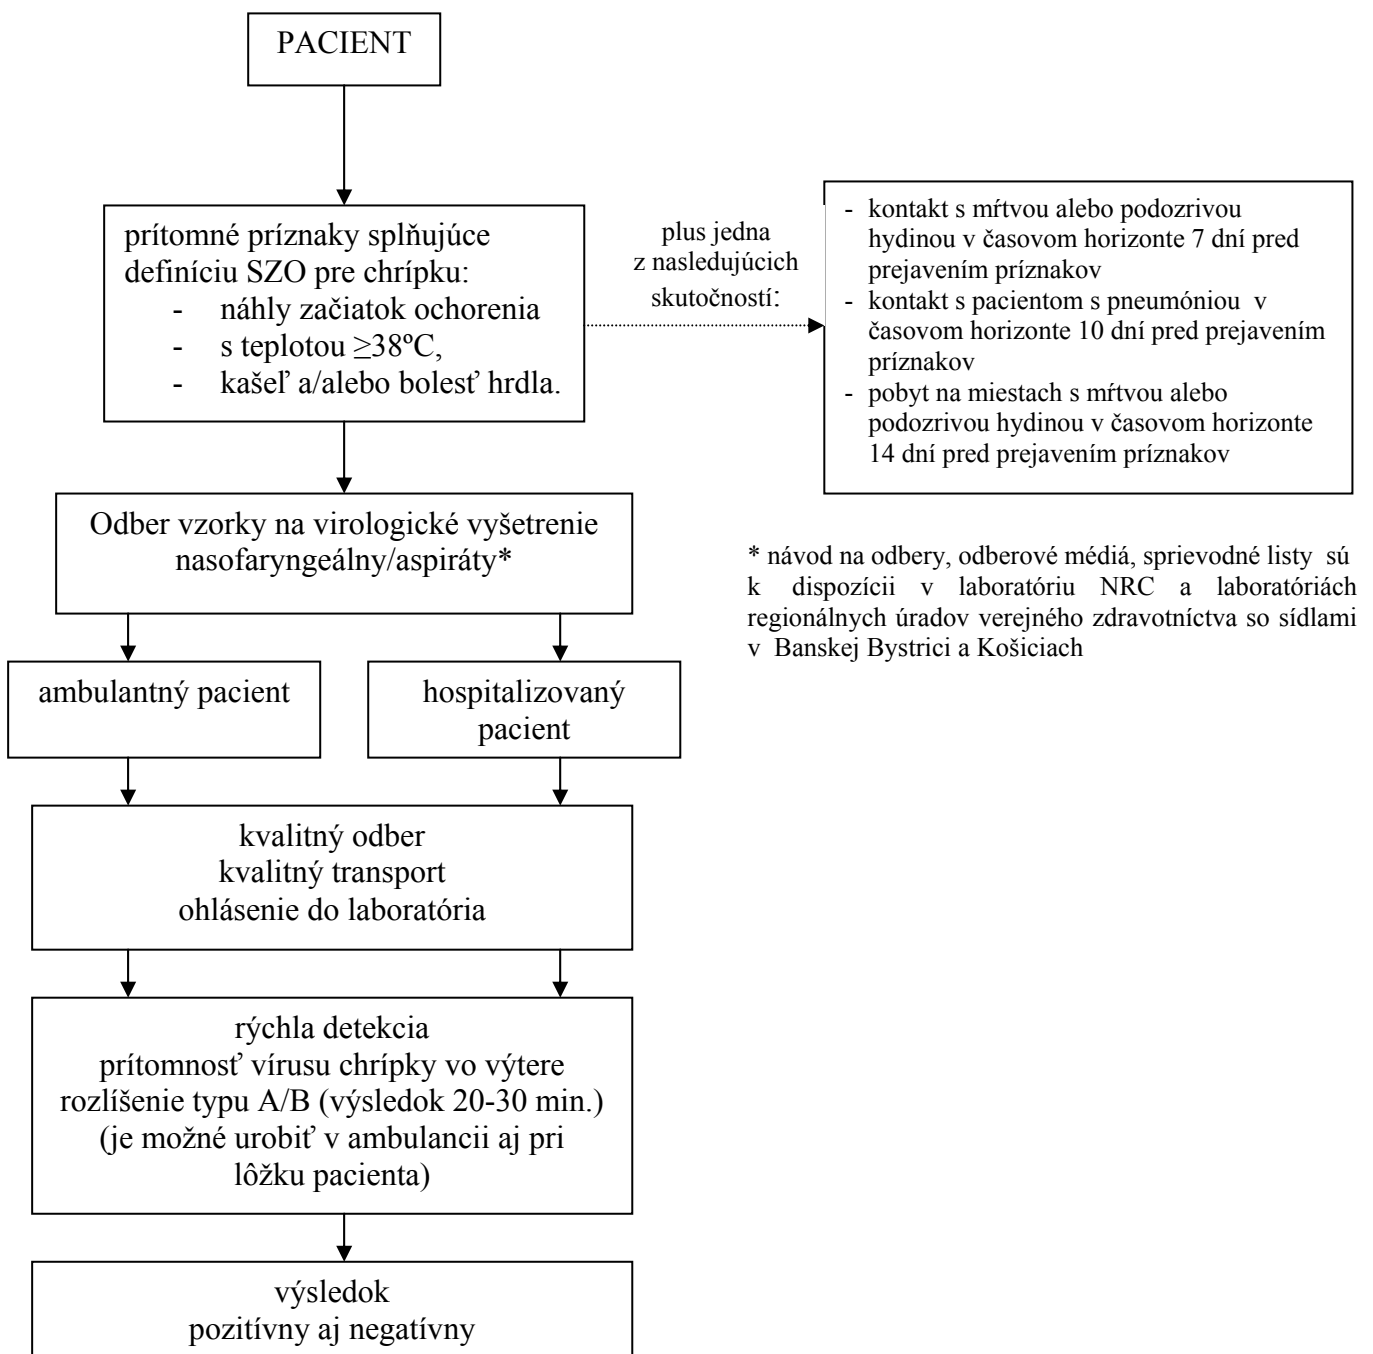 PACIENT
prítomné príznaky splňujúce
definíciu SZO pre chrípku:
- náhly začiatok ochorenia
- s teplotou ≥38ºC,
- kašeľ a/alebo bolesť hrdla.
plus jedna
z nasledujúcich
skutočností:
- kontakt s mŕtvou alebo podozrivou
hydinou v časovom horizonte 7 dní pred
prejavením príznakov
- kontakt s pacientom s pneumóniou v
časovom horizonte 10 dní pred prejavením
príznakov
- pobyt na miestach s mŕtvou alebo
podozrivou hydinou v časovom horizonte
14 dní pred prejavením príznakov
Odber vzorky na virologické vyšetrenie
nasofaryngeálny/aspiráty*
* návod na odbery, odberové médiá, sprievodné listy sú
k dispozícii v laboratóriu NRC a laboratóriách
regionálnych úradov verejného zdravotníctva so sídlami
v Banskej Bystrici a Košiciach
ambulantný pacient
hospitalizovaný
pacient
kvalitný odber
kvalitný transport
ohlásenie do laboratória
rýchla detekcia
prítomnosť vírusu chrípky vo výtere
rozlíšenie typu A/B (výsledok 20-30 min.)
(je možné urobiť v ambulancii aj pri
lôžku pacienta)
výsledok
pozitívny aj negatívny